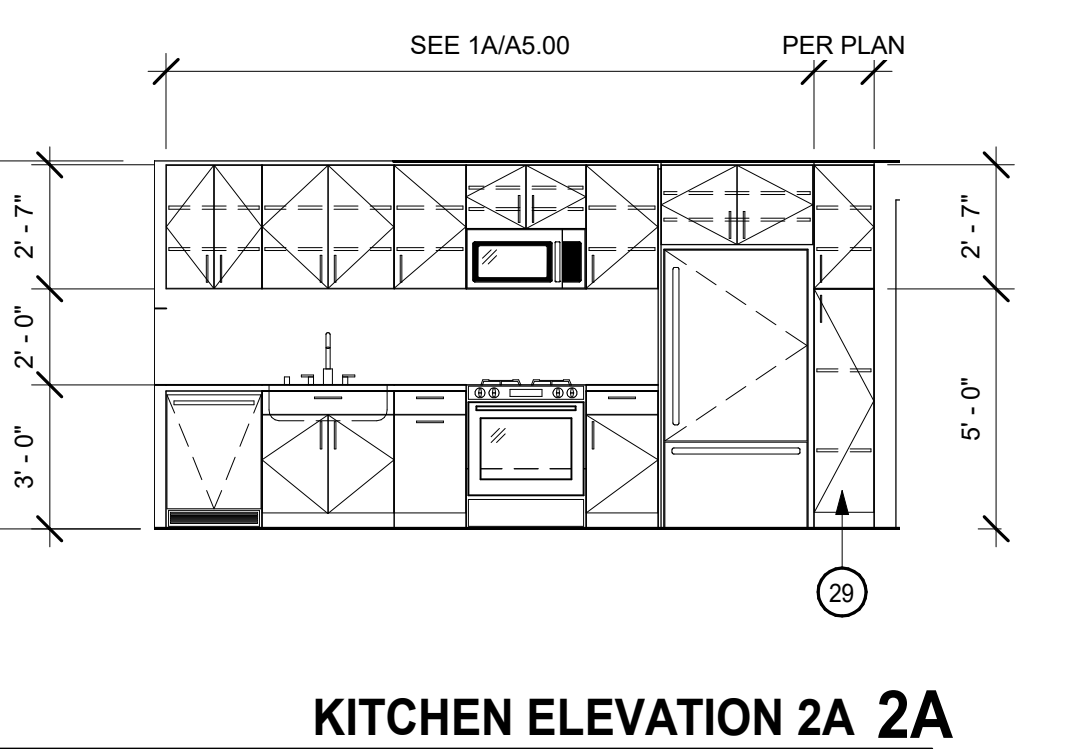 SEE 1A/A5.00
PER PLAN
2' - 7"
2' - 0"
3' - 0"
2' - 7"
5' - 0"
29
KITCHEN ELEVATION 2A 2A